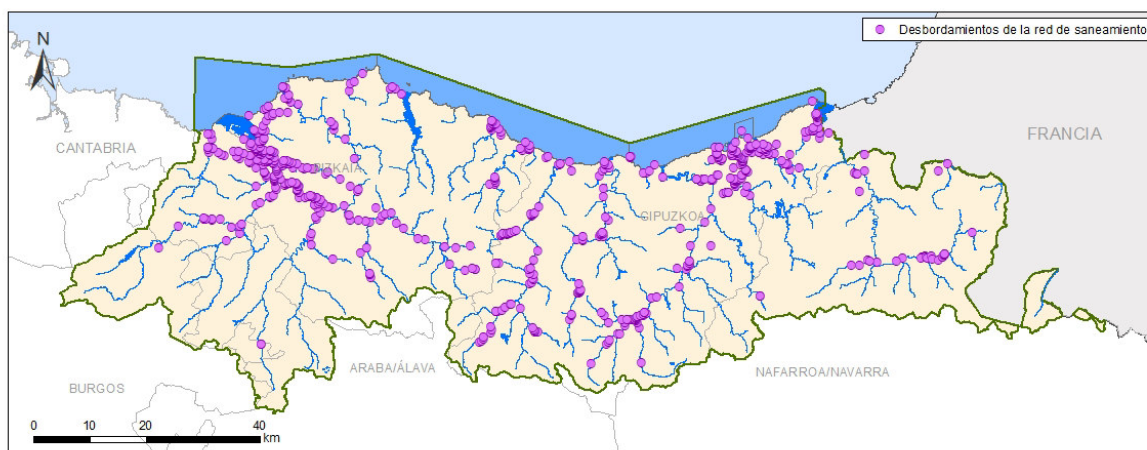 N
Desbordamientos de la red de saneamiento
FRANCIA
CANTABRIA
BIZKAIA
GIPUZKOA
ARABA/ÁLAVA
NAFARROA/NAVARRA
BURGOS
0 10 20 40
km